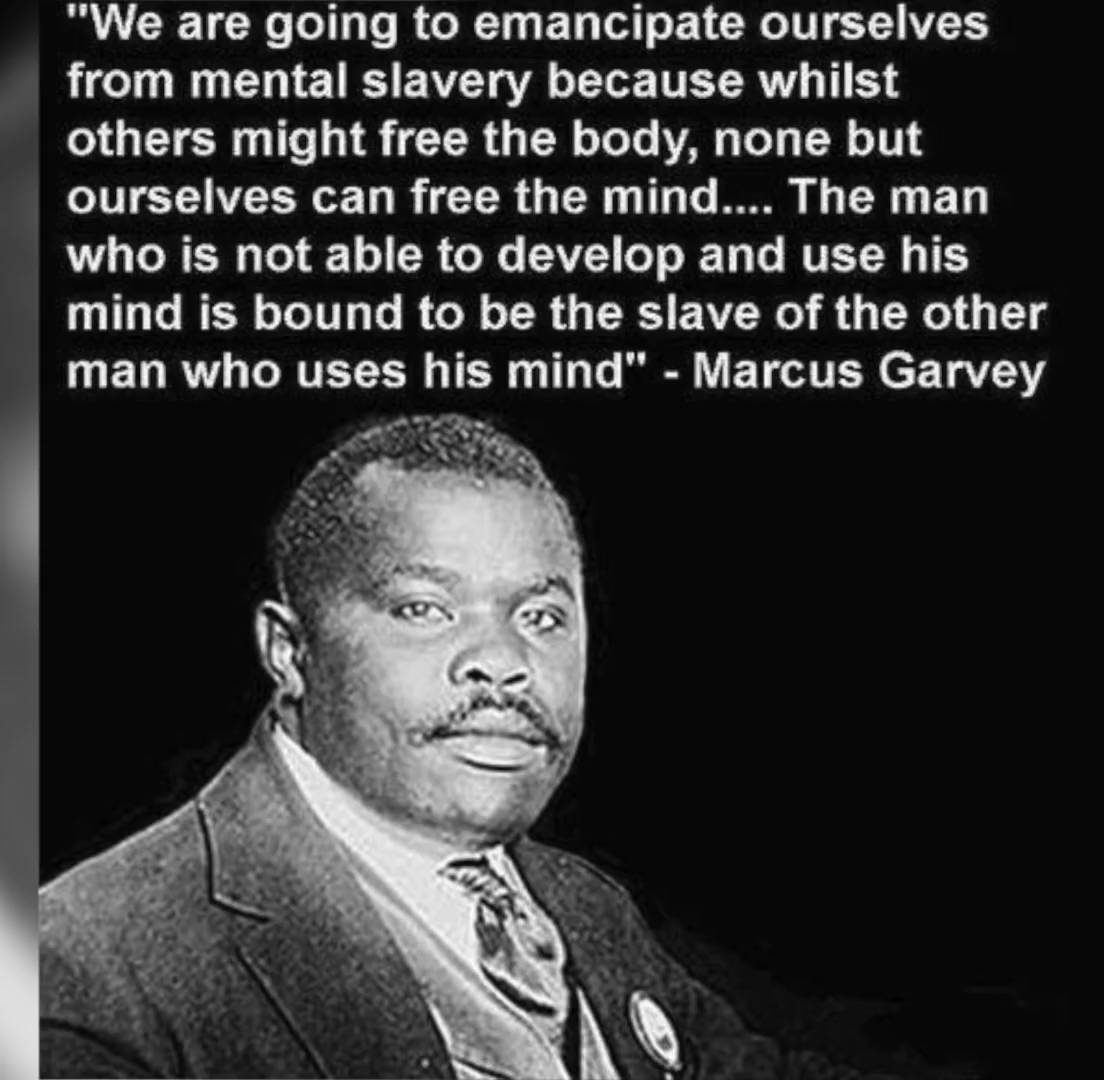 "We are going to emancipate ourselves
from mental slavery because whilst
others might free the body, none but
ourselves can free the mind.... The man
who is not able to develop and use his
mind is bound to be the slave of the other
man who uses his mind" - Marcus Garvey